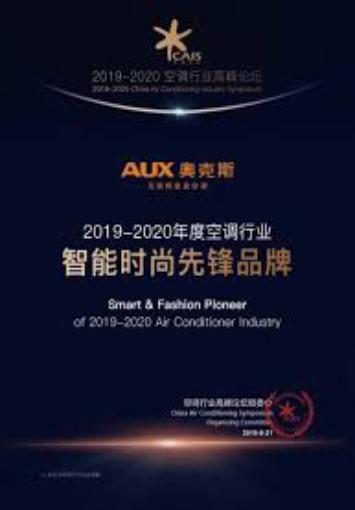 CAIS
2019-2020 空调行业高峰论坛
2019-2020 China Air Conditioning Industry Symposium
AUX 奥克斯
2019-2020年度空调行业
智能时尚先锋品牌
Smart & Fashion Pioneer
of 2019-2020 Air Conditioner Industry
空调行业高峰论坛组委会
China Air Conditioning Symposium
Organizing Committee